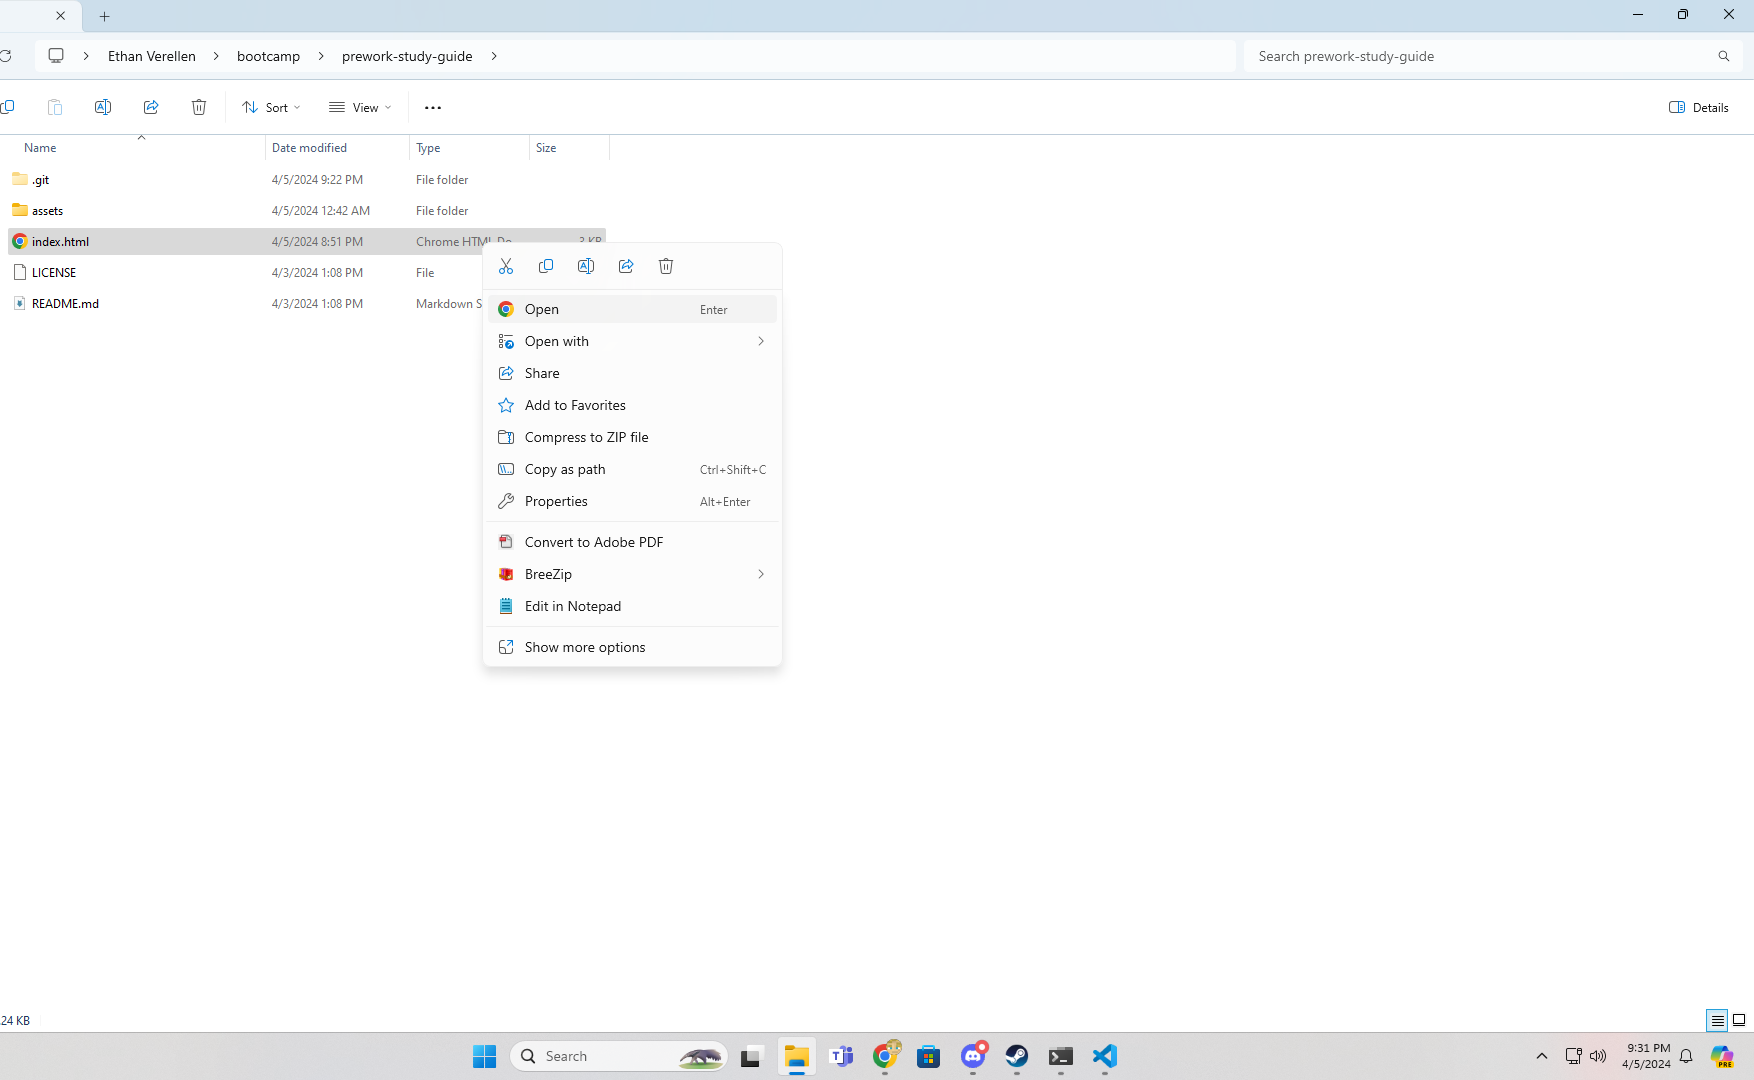 Ethan Verellen bootcamp prework-study-guide Search prework-study-guide
Sort View Details
Name Date modified Type Size
.git 4/5/2024 9:22 PM File folder
assets 4/5/2024 12:42 AM File folder
index.html 4/5/2024 8:51 PM Chrome HTML Do... 3 KB
LICENSE 4/3/2024 1:08 PM File
README.md 4/3/2024 1:08 PM Markdown S
Open Enter
Open with
Share
Add to Favorites
Compress to ZIP file
Copy as path Ctrl+Shift+C
Properties Alt+Enter
Convert to Adobe PDF
BreeZip
Edit in Notepad
Show more options
24 KB
Search
9:31 PM
4/5/2024
PRE